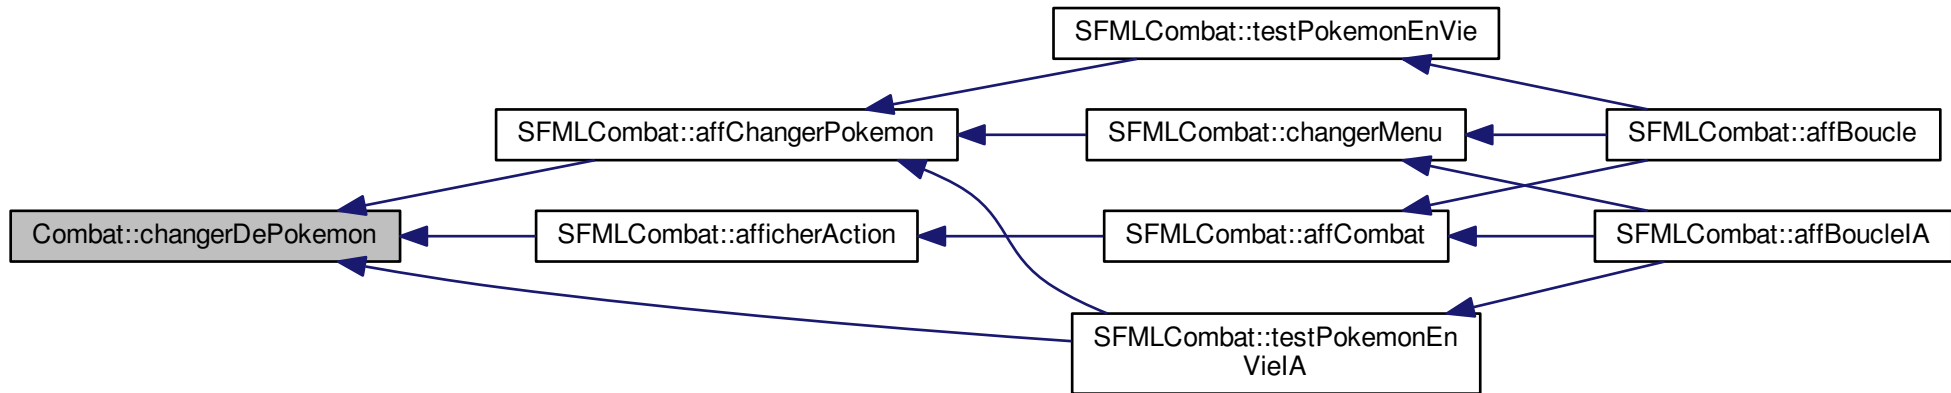 SFMLCombat::testPokemonEnVie
SFMLCombat::affChangerPokemon
SFMLCombat::changerMenu
SFMLCombat::affBoucle
Combat::changerDePokemon
SFMLCombat::afficherAction
SFMLCombat::affCombat
SFMLCombat::affBoucleIA
SFMLCombat::testPokemonEn
VieIA